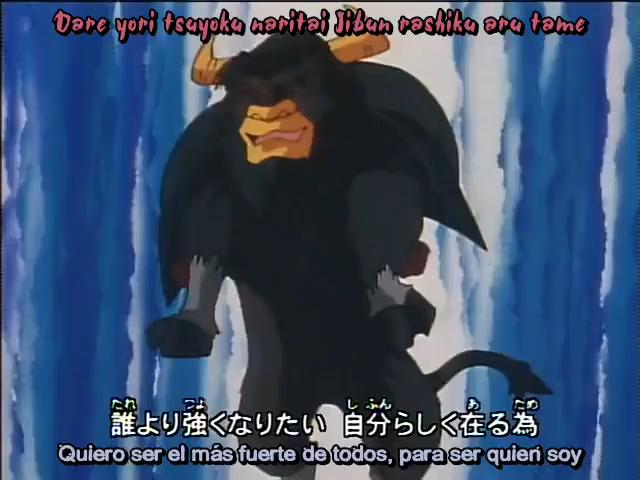 Dare yori tsuyoku naritai Jibun rashiku aru tame
たれ つよ じ ぶん あ ため
誰より強くなりたい 自分らしく在る為
Quiero ser el más fuerte de todos, para ser quien soy